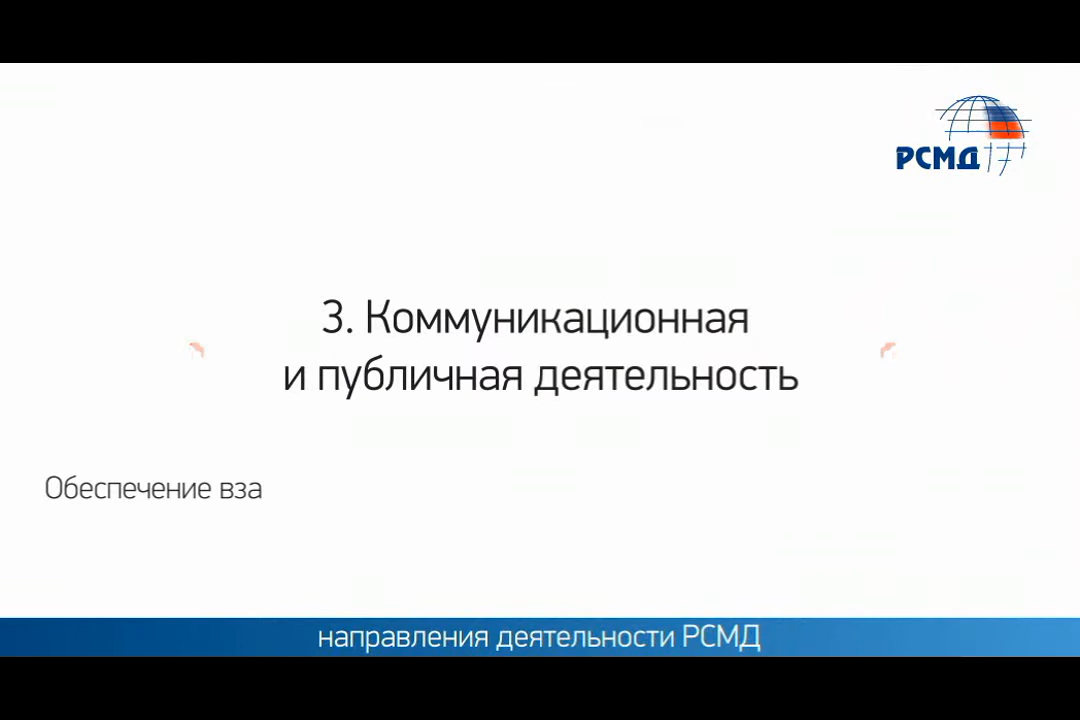 РСМД
3. Коммуникационная
и публичная деятельность
Обеспечение вза
направления деятельности РСМД